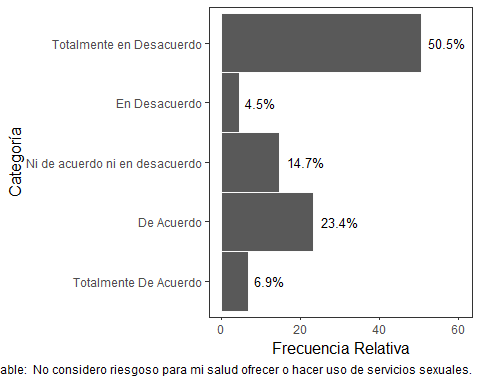 Totalmente en Desacuerdo
50.5%
En Desacuerdo
4.5%
Ni de acuerdo ni en desacuerdo
14.7%
De Acuerdo
23.4%
Totalmente De Acuerdo
6.9%
Categoría
0 20 40 60
Frecuencia Relativa
able: No considero riesgoso para mi salud ofrecer o hacer uso de servicios sexuales.